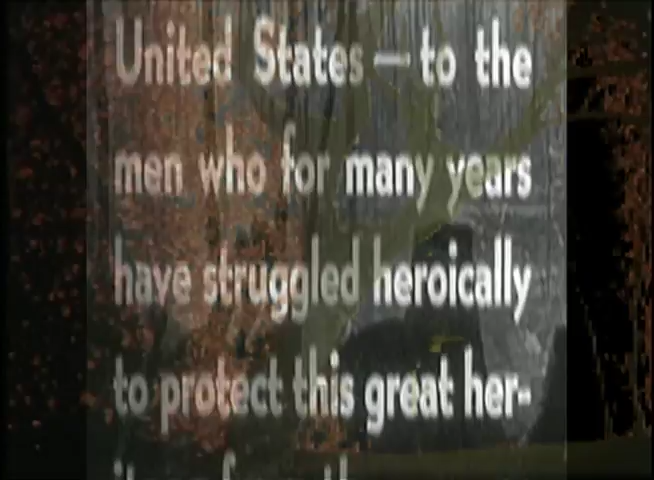 United States — to the
men who for many years
have struggled heroically
to protect this great her-